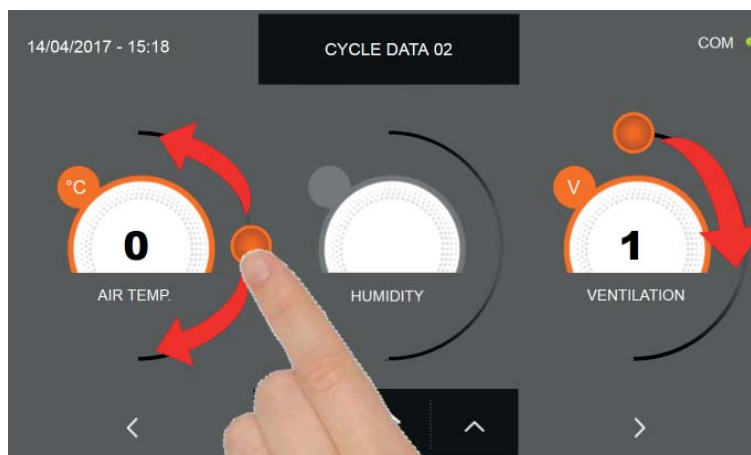 14/04/2017 - 15:18
CYCLE DATA 02
COM
°C
V
0
1
AIR TEMP.
HUMIDITY
VENTILATION